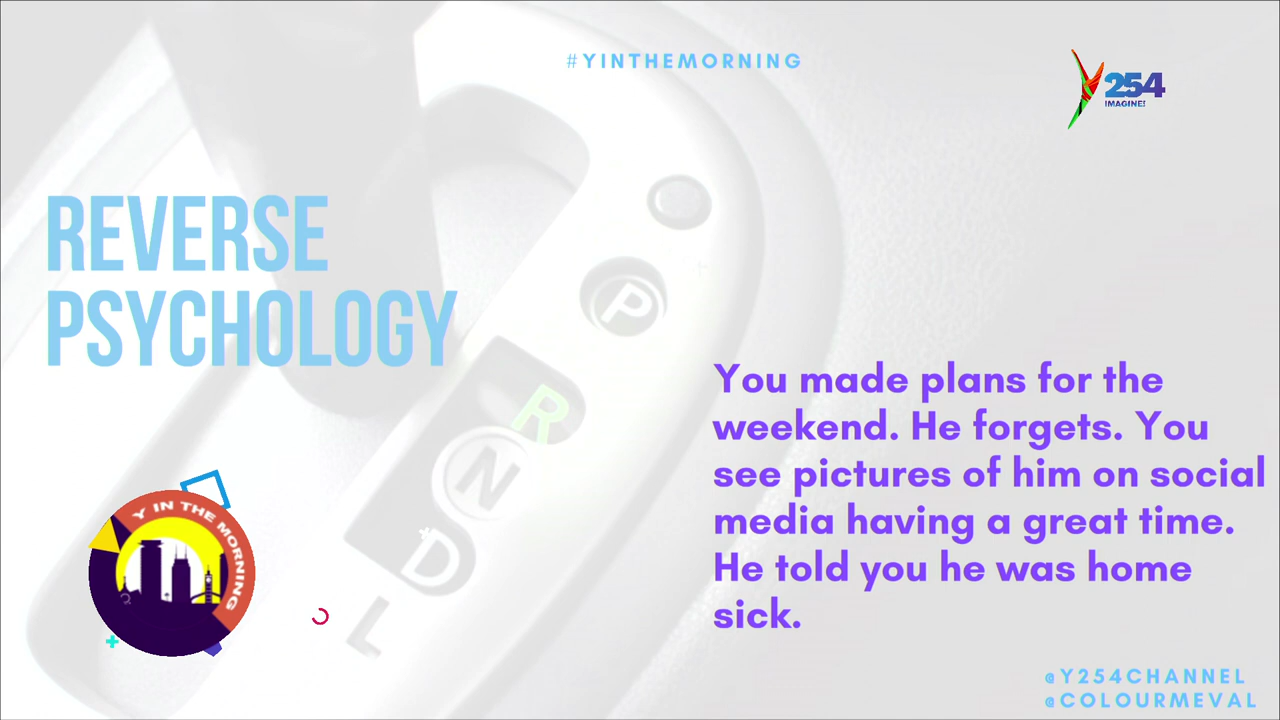 #YINTHEMORNING
254
IMAGINE!
REVERSE
PSYCHOLOGY
P
R
N
D
L
You made plans for the
weekend. He forgets. You
see pictures of him on social
media having a great time.
He told you he was home
sick.
Y IN THE MORNING
@Y254CHANNEL
@COLOURMEVAL